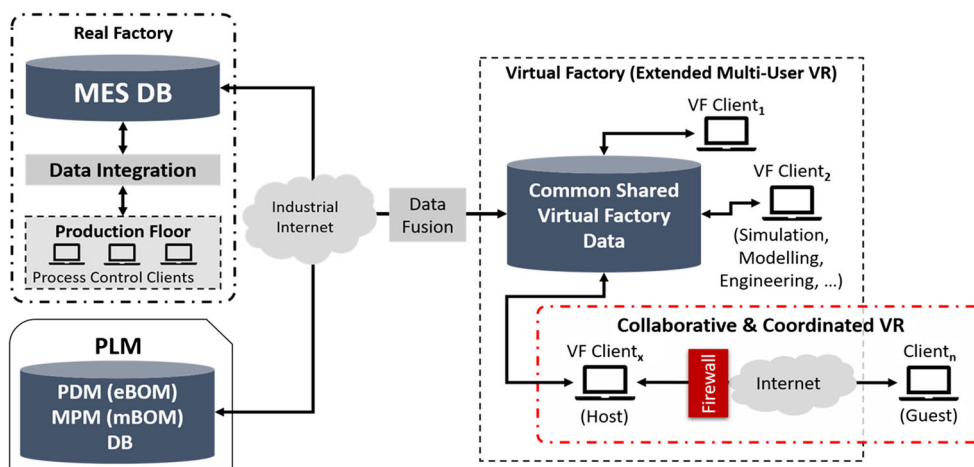 Real Factory
MES DB
Data Integration
Production Floor
Process Control Clients
PLM
PDM (eBOM)
MPM (mBOM)
DB
Industrial
Internet
Data
Fusion
Virtual Factory (Extended Multi-User VR)
VF Client1
Common Shared
Virtual Factory
Data
VF Client2
(Simulation,
Modelling,
Engineering, ...)
Collaborative & Coordinated VR
VF Clientx
(Host)
Firewall
Internet
Clientn
(Guest)